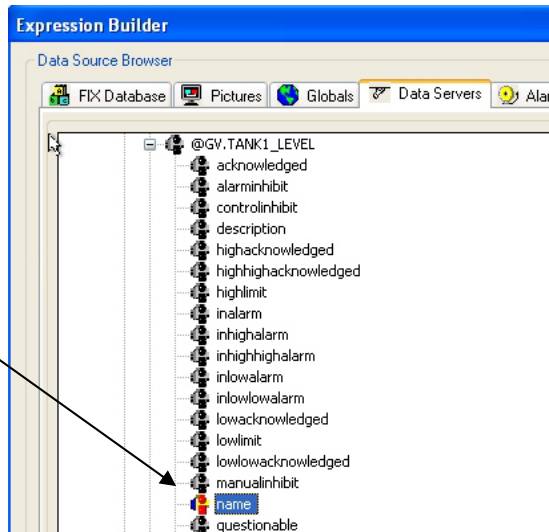 Expression Builder
Data Source Browser
FIX Database Pictures Globals Data Servers Alar
@GV.TANK1_LEVEL
acknowledged
alarminhibit
controlinhibit
description
highacknowledged
highhighacknowledged
highlimit
inalarm
inhighalarm
inhighhighalarm
inlowalarm
inlowlowalarm
lowacknowledged
lowlimit
lowlowacknowledged
manualinhibit
name
questionable